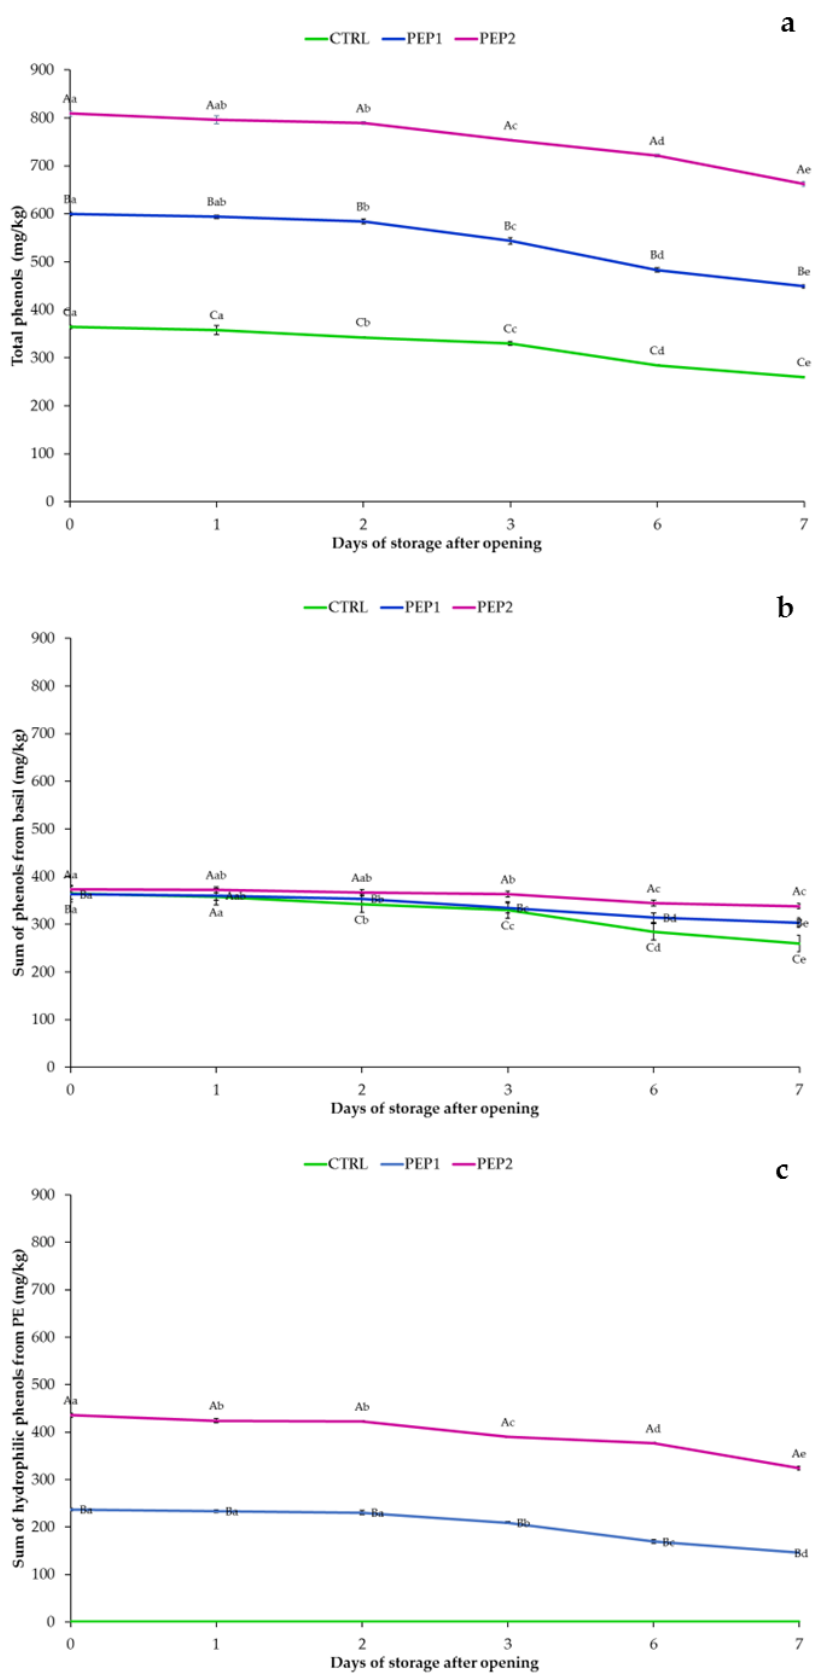 a
CTRL PEP1 PEP2
900
800
700
600
500
400
300
200
100
0
Total phenols (mg/kg)
Aa Aab Ab Ac Ad Ae
Ba Bab Bb Bc Bd Be
Ca Ca Cb Cc Cd Ce
0 1 2 3 6 7
Days of storage after opening
b
CTRL PEP1 PEP2
900
800
700
600
500
400
300
200
100
0
Sum of phenols from basil (mg/kg)
Aa Aab Aab Ab Ac Ac
Ba Aab Bb Bc Bd Be
Ba Aa Cb Cc Cd Ce
0 1 2 3 6 7
Days of storage after opening
c
CTRL PEP1 PEP2
900
800
700
600
500
400
300
200
100
0
Sum of hydrophilic phenols from PE (mg/kg)
Aa Ab Ab Ac Ad Ae
Ba Ba Ba Bb Bc Bd
0 1 2 3 6 7
Days of storage after opening